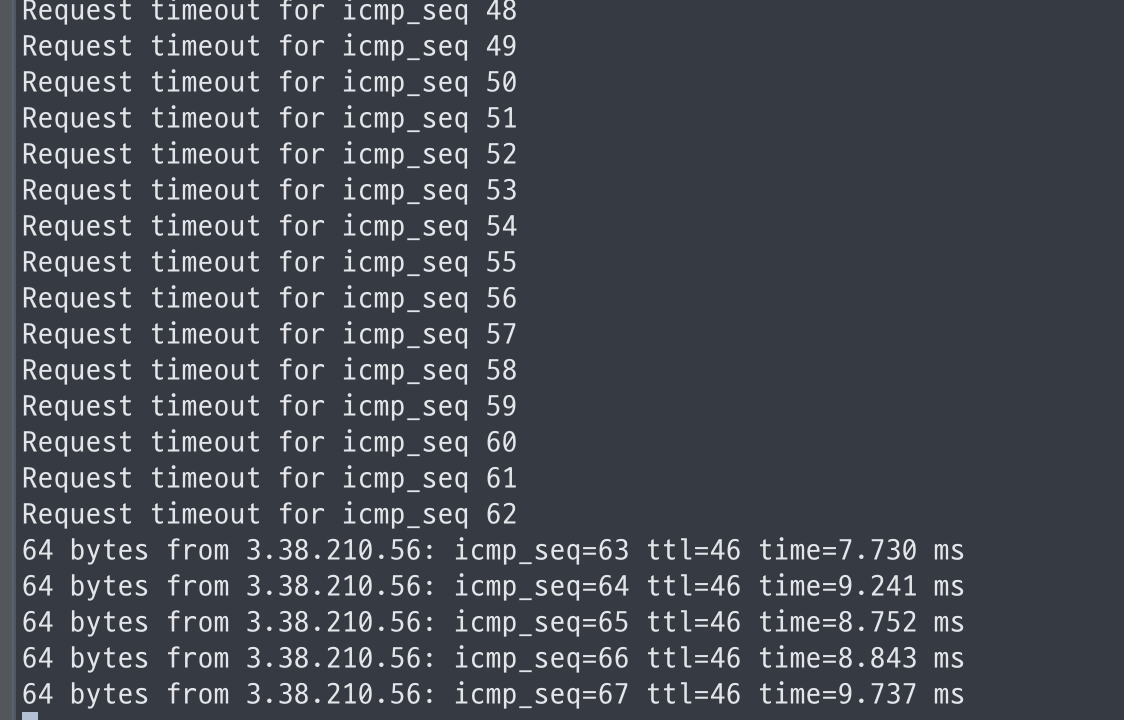 Request timeout for icmp_seq 48
Request timeout for icmp_seq 49
Request timeout for icmp_seq 50
Request timeout for icmp_seq 51
Request timeout for icmp_seq 52
Request timeout for icmp_seq 53
Request timeout for icmp_seq 54
Request timeout for icmp_seq 55
Request timeout for icmp_seq 56
Request timeout for icmp_seq 57
Request timeout for icmp_seq 58
Request timeout for icmp_seq 59
Request timeout for icmp_seq 60
Request timeout for icmp_seq 61
Request timeout for icmp_seq 62
64 bytes from 3.38.210.56: icmp_seq=63 ttl=46 time=7.730 ms
64 bytes from 3.38.210.56: icmp_seq=64 ttl=46 time=9.241 ms
64 bytes from 3.38.210.56: icmp_seq=65 ttl=46 time=8.752 ms
64 bytes from 3.38.210.56: icmp_seq=66 ttl=46 time=8.843 ms
64 bytes from 3.38.210.56: icmp_seq=67 ttl=46 time=9.737 ms